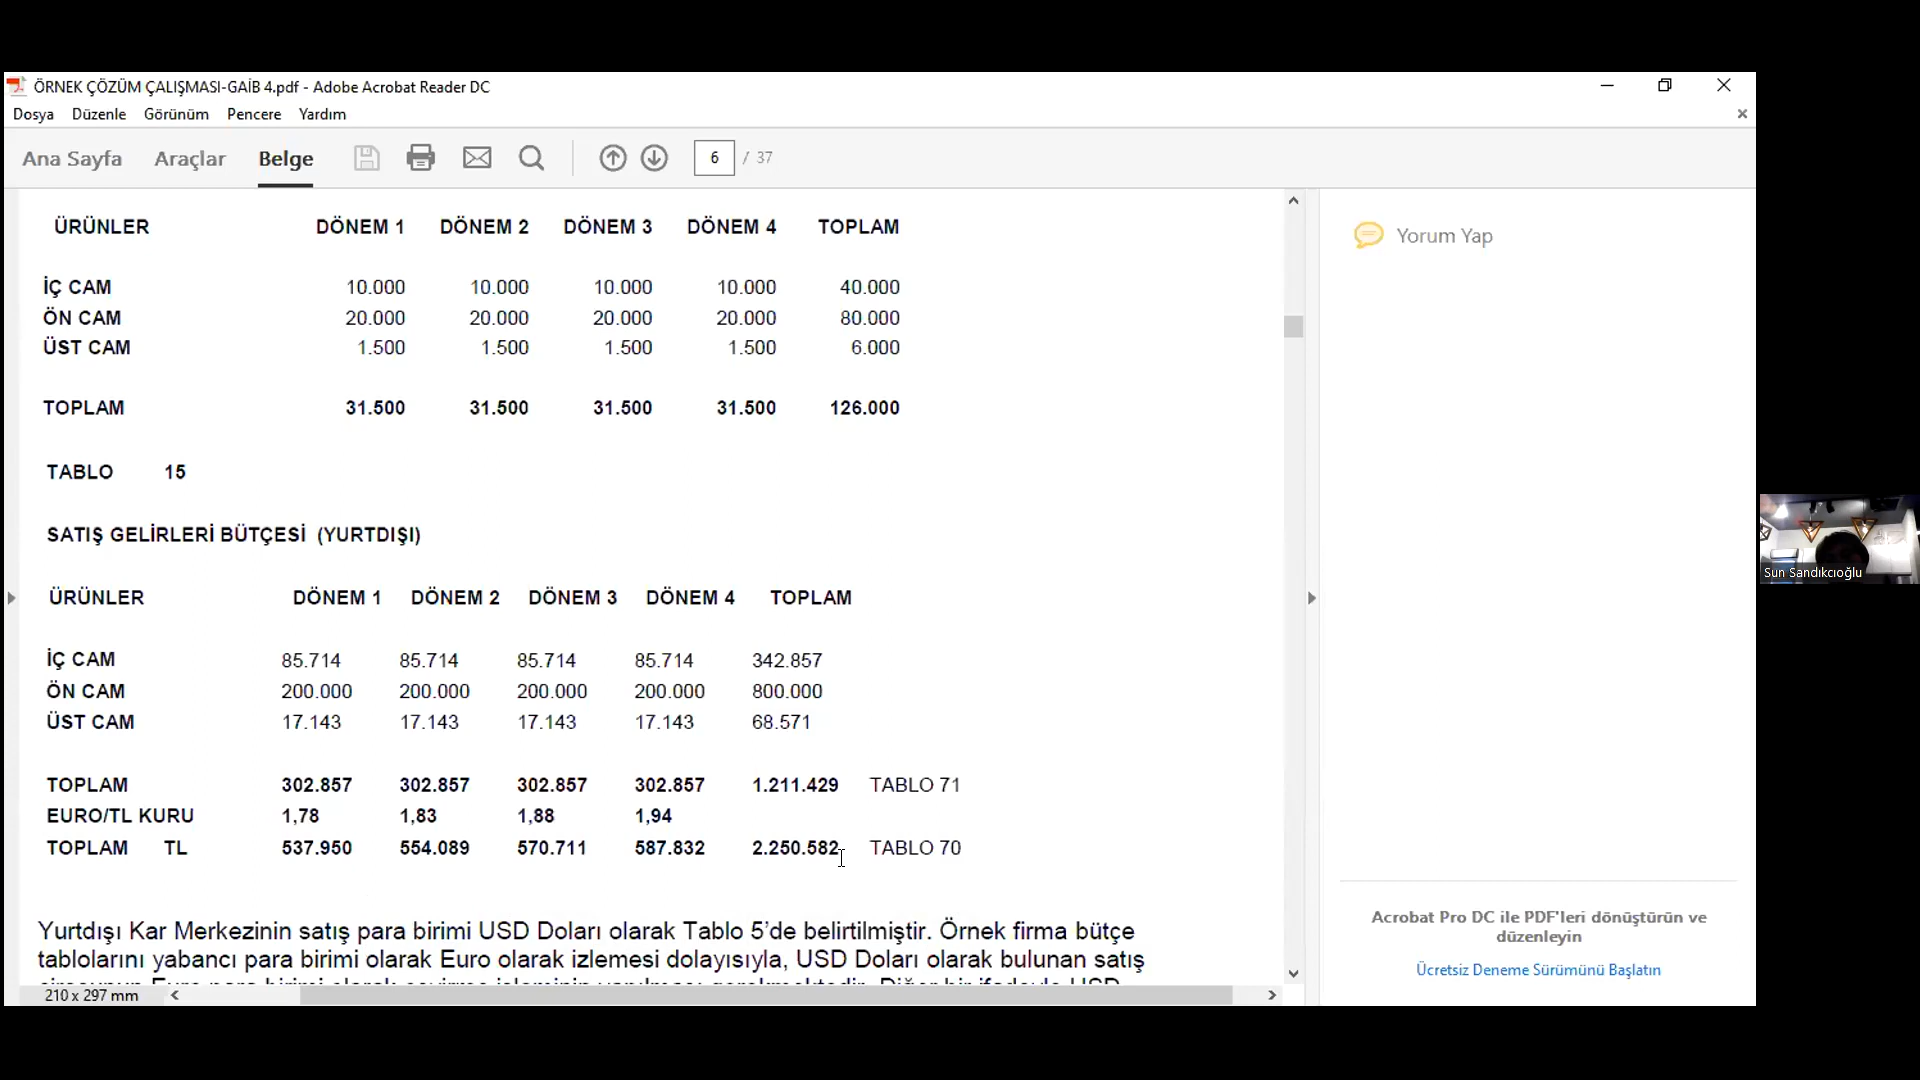 ÖRNEK ÇÖZÜM ÇALIŞMASI-GAİB 4.pdf - Adobe Acrobat Reader DC
Dosya Düzenle Görünüm Pencere Yardım
Ana Sayfa Araçlar Belge 6 / 37
ÜRÜNLER DÖNEM 1 DÖNEM 2 DÖNEM 3 DÖNEM 4 TOPLAM
İÇ CAM 10.000 10.000 10.000 10.000 40.000
ÖN CAM 20.000 20.000 20.000 20.000 80.000
ÜST CAM 1.500 1.500 1.500 1.500 6.000
TOPLAM 31.500 31.500 31.500 31.500 126.000
TABLO 15
SATIŞ GELİRLERİ BÜTÇESİ (YURTDIŞI)
ÜRÜNLER DÖNEM 1 DÖNEM 2 DÖNEM 3 DÖNEM 4 TOPLAM
İÇ CAM 85.714 85.714 85.714 85.714 342.857
ÖN CAM 200.000 200.000 200.000 200.000 800.000
ÜST CAM 17.143 17.143 17.143 17.143 68.571
TOPLAM 302.857 302.857 302.857 302.857 1.211.429 TABLO 71
EURO/TL KURU 1,78 1,83 1,88 1,94
TOPLAM TL 537.950 554.089 570.711 587.832 2.250.582 TABLO 70
Yurtdışı Kar Merkezinin satış para birimi USD Doları olarak Tablo 5'de belirtilmiştir. Örnek firma bütçe
tablolarını yabancı para birimi olarak Euro olarak izlemesi dolayısıyla, USD Doları olarak bulunan satış
210 x 297 mm
Yorum Yap
Acrobat Pro DC ile PDF'leri dönüştürün ve
düzenleyin
Ücretsiz Deneme Sürümünü Başlatın
Sun Sandıkcıoğlu